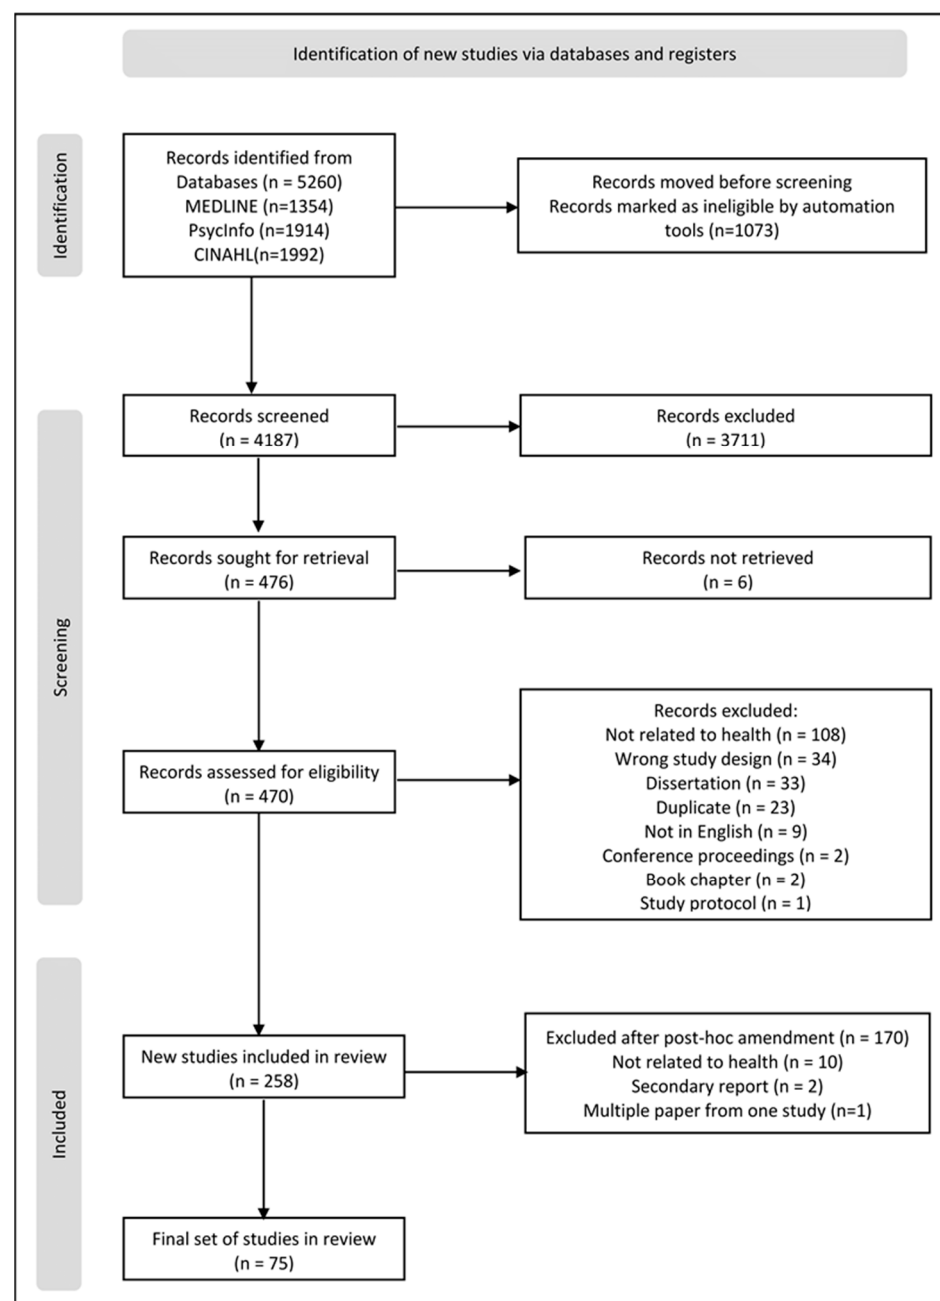 Identification of new studies via databases and registers
Identification
Records identified from
Databases (n = 5260)
MEDLINE (n=1354)
PsycInfo (n=1914)
CINAHL(n=1992)
Records moved before screening
Records marked as ineligible by automation
tools (n=1073)
Screening
Records screened
(n = 4187)
Records excluded
(n = 3711)
Records sought for retrieval
(n = 476)
Records not retrieved
(n = 6)
Records assessed for eligibility
(n = 470)
Records excluded:
Not related to health (n = 108)
Wrong study design (n = 34)
Dissertation (n = 33)
Duplicate (n = 23)
Not in English (n = 9)
Conference proceedings (n = 2)
Book chapter (n = 2)
Study protocol (n = 1)
Included
New studies included in review
(n = 258)
Excluded after post-hoc amendment (n = 170)
Not related to health (n = 10)
Secondary report (n = 2)
Multiple paper from one study (n=1)
Final set of studies in review
(n = 75)